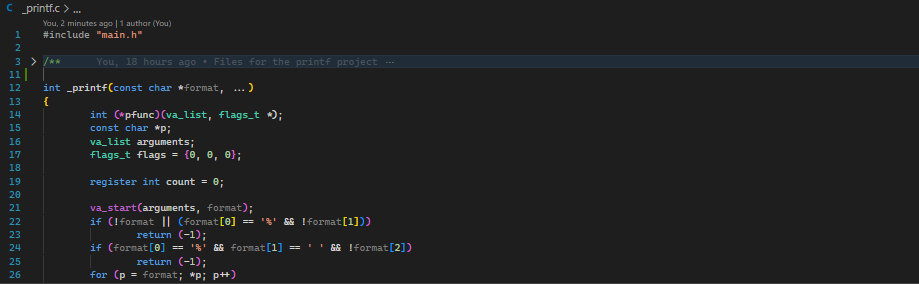 C _printf.c > ...
You, 2 minutes ago | 1 author (You)
1 #include "main.h"
2
3 > /** You, 18 hours ago • Files for the printf project ...
11
12 int _printf(const char *format, ...)
13 {
14 int (*pfunc)(va_list, flags_t *);
15 const char *p;
16 va_list arguments;
17 flags_t flags = {0, 0, 0};
18
19 register int count = 0;
20
21 va_start(arguments, format);
22 if (!format || (format[0] == '%' && !format[1]))
23 return (-1);
24 if (format[0] == '%' && format[1] == ' ' && !format[2])
25 return (-1);
26 for (p = format; *p; p++)